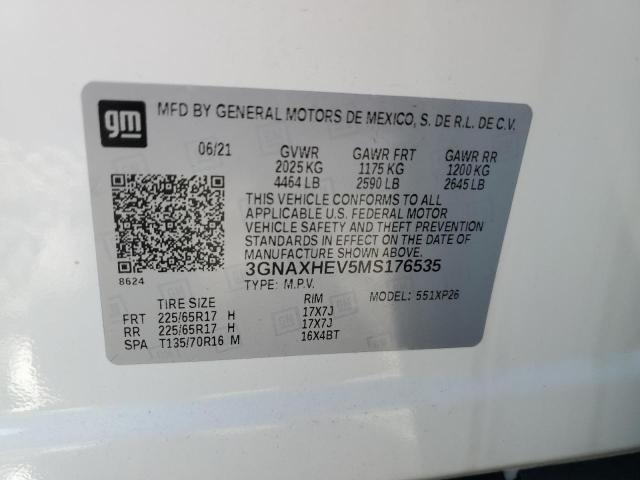 gm MFD BY GENERAL MOTORS DE MEXICO, S. DE R.L. DE C.V.
06/21 GVWR GAWR FRT GAWR RR
2025 KG 1175 KG 1200 KG
4464 LB 2590 LB 2645 LB
THIS VEHICLE CONFORMS TO ALL
APPLICABLE U.S. FEDERAL MOTOR
VEHICLE SAFETY AND THEFT PREVENTION
STANDARDS IN EFFECT ON THE DATE OF
MANUFACTURE SHOWN ABOVE.
3GNAXHEV5MS176535
8624 TYPE: M.P.V.
TIRE SIZE RIM MODEL: 551XP26
FRT 225/65R17 H 17X7J
RR 225/65R17 H 17X7J
SPA T135/70R16 M 16X4BT